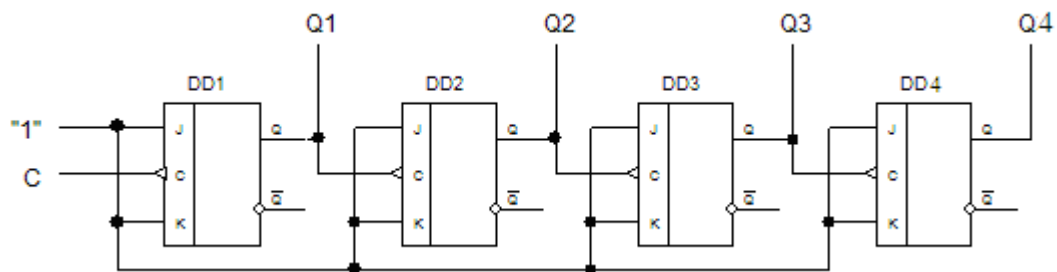 Q1 Q2 Q3 Q4
DD1 DD2 DD3 DD4
"1" J Q J Q J Q J Q
C C C C C
K Q̅ K Q̅ K Q̅ K Q̅